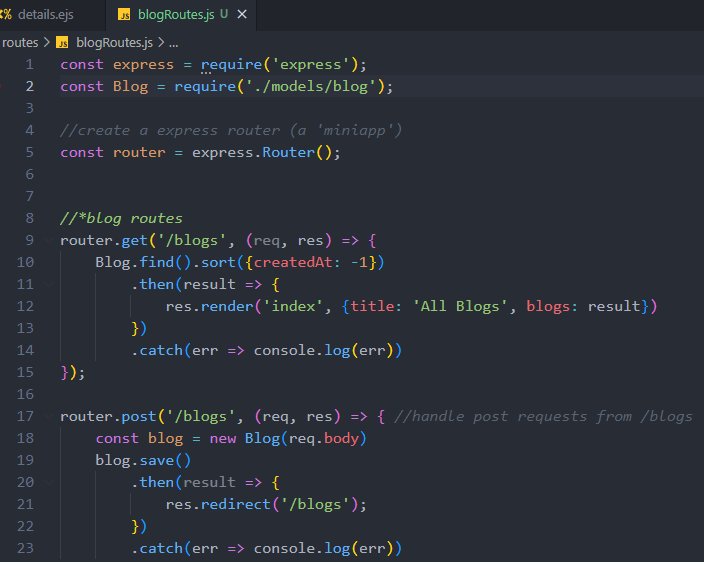 details.ejs
JS blogRoutes.js U ×
routes > JS blogRoutes.js > ...
1 const express = require('express');
2 const Blog = require('./models/blog');
3
4 //create a express router (a 'miniapp')
5 const router = express.Router();
6
7
8 //*blog routes
9 router.get('/blogs', (req, res) => {
10     Blog.find().sort({createdAt: -1})
11         .then(result => {
12             res.render('index', {title: 'All Blogs', blogs: result})
13         })
14         .catch(err => console.log(err))
15 });
16
17 router.post('/blogs', (req, res) => { //handle post requests from /blogs
18     const blog = new Blog(req.body)
19     blog.save()
20         .then(result => {
21             res.redirect('/blogs');
22         })
23         .catch(err => console.log(err))